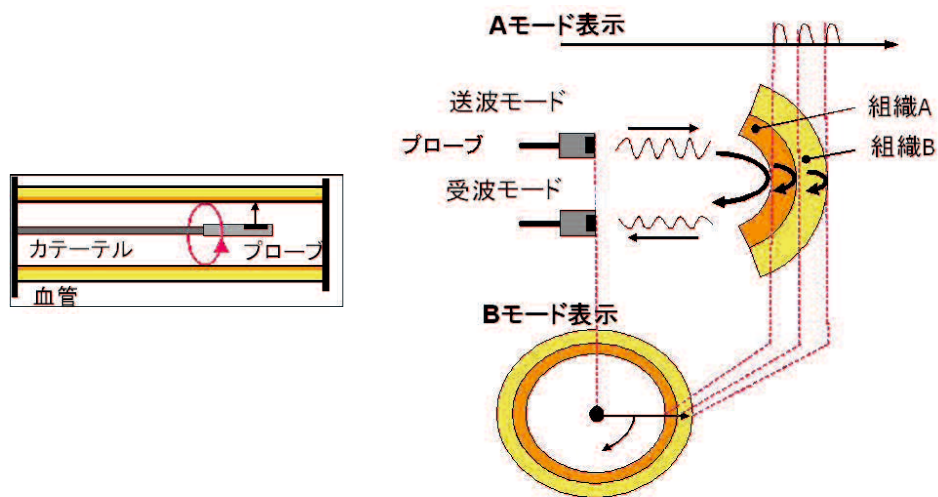 カテーテル
プローブ
血管
Aモード表示
送波モード
プローブ
受波モード
組織A
組織B
Bモード表示